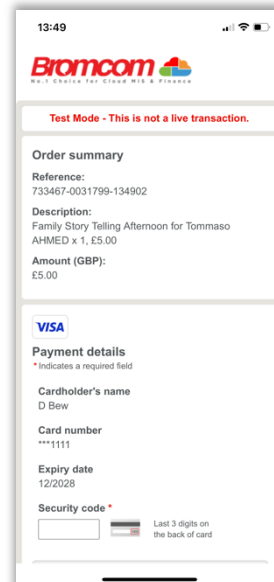 13:49
Bromcom
No.1 Choice for Cloud MIS & Finance
Test Mode - This is not a live transaction.
Order summary
Reference:
733467-0031799-134902
Description:
Family Story Telling Afternoon for Tommaso
AHMED x 1, £5.00
Amount (GBP):
£5.00
VISA
Payment details
* Indicates a required field
Cardholder's name
D Bew
Card number
***1111
Expiry date
12/2028
Security code *
Last 3 digits on
the back of card